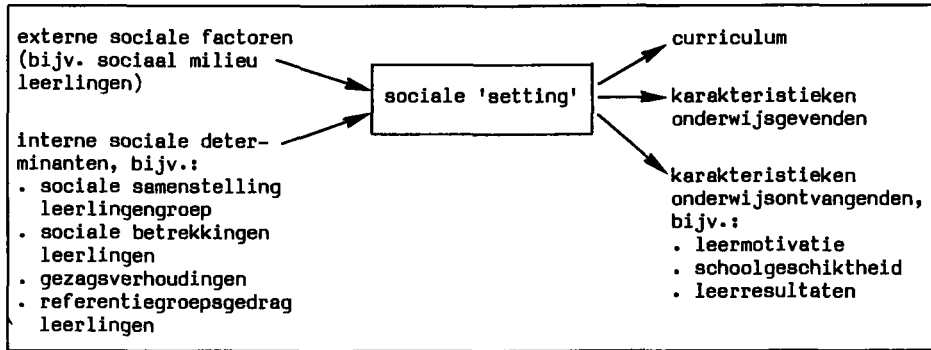 externe sociale factoren
(bijv. sociaal milieu
leerlingen)
interne sociale deter-
minanten, bijv.:
. sociale samenstelling
leerlingengroep
. sociale betrekkingen
leerlingen
. gezagsverhoudingen
. referentiegroepsgedrag
leerlingen
sociale 'setting'
curriculum
karakteristieken
onderwijsgevenden
karakteristieken
onderwijsontvangenden,
bijv.:
. leermotivatie
. schoolgeschiktheid
. leerresultaten